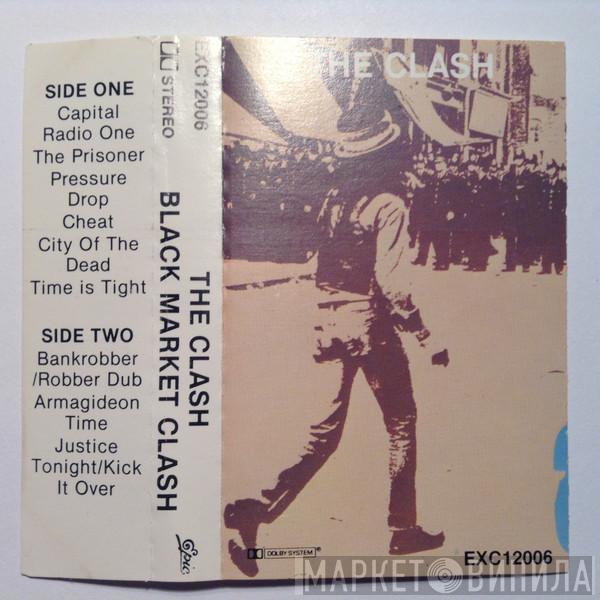 SIDE ONE
Capital
Radio One
The Prisoner
Pressure
Drop
Cheat
City Of The
Dead
Time is Tight
SIDE TWO
Bankrobber
/Robber Dub
Armagideon
Time
Justice
Tonight/Kick
It Over
EXC12006
STEREO
THE CLASH
BLACK MARKET CLASH
Epic
THE CLASH
DOLBY SYSTEM®
EXC12006
МАРКЕТ ВИНИЛА